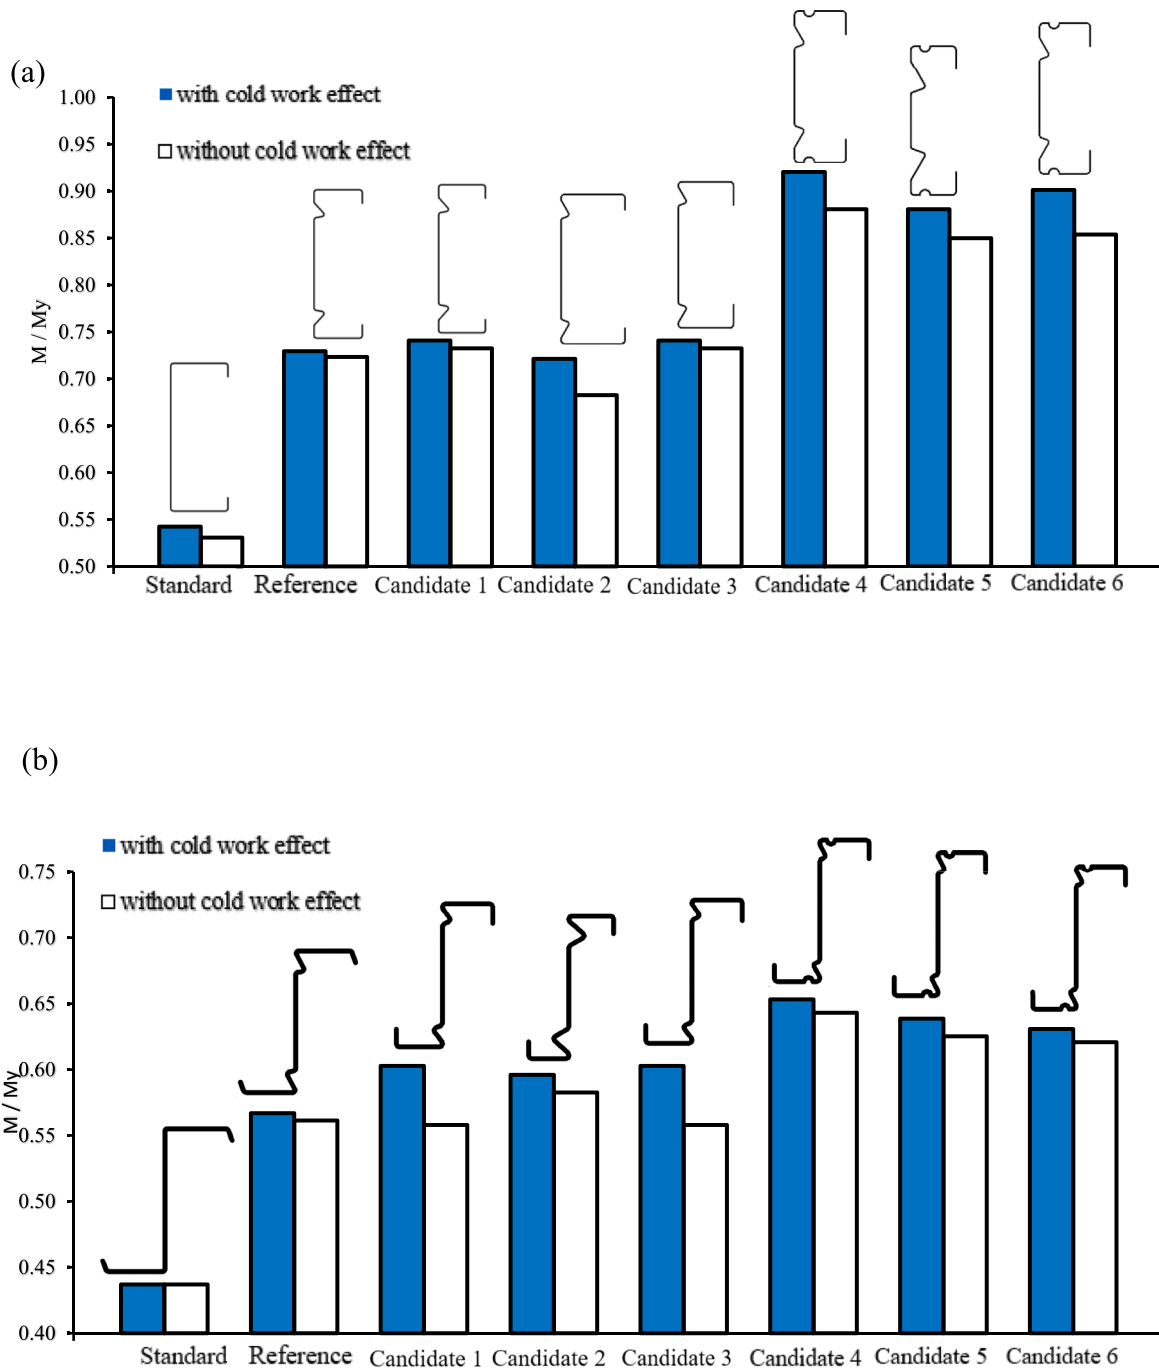 (a)
with cold work effect
without cold work effect
1.00
0.95
0.90
0.85
0.80
0.75
0.70
0.65
0.60
0.55
0.50
M / My
Standard Reference Candidate 1 Candidate 2 Candidate 3 Candidate 4 Candidate 5 Candidate 6
(b)
with cold work effect
without cold work effect
0.75
0.70
0.65
0.60
0.55
0.50
0.45
0.40
M / My
Standard Reference Candidate 1 Candidate 2 Candidate 3 Candidate 4 Candidate 5 Candidate 6